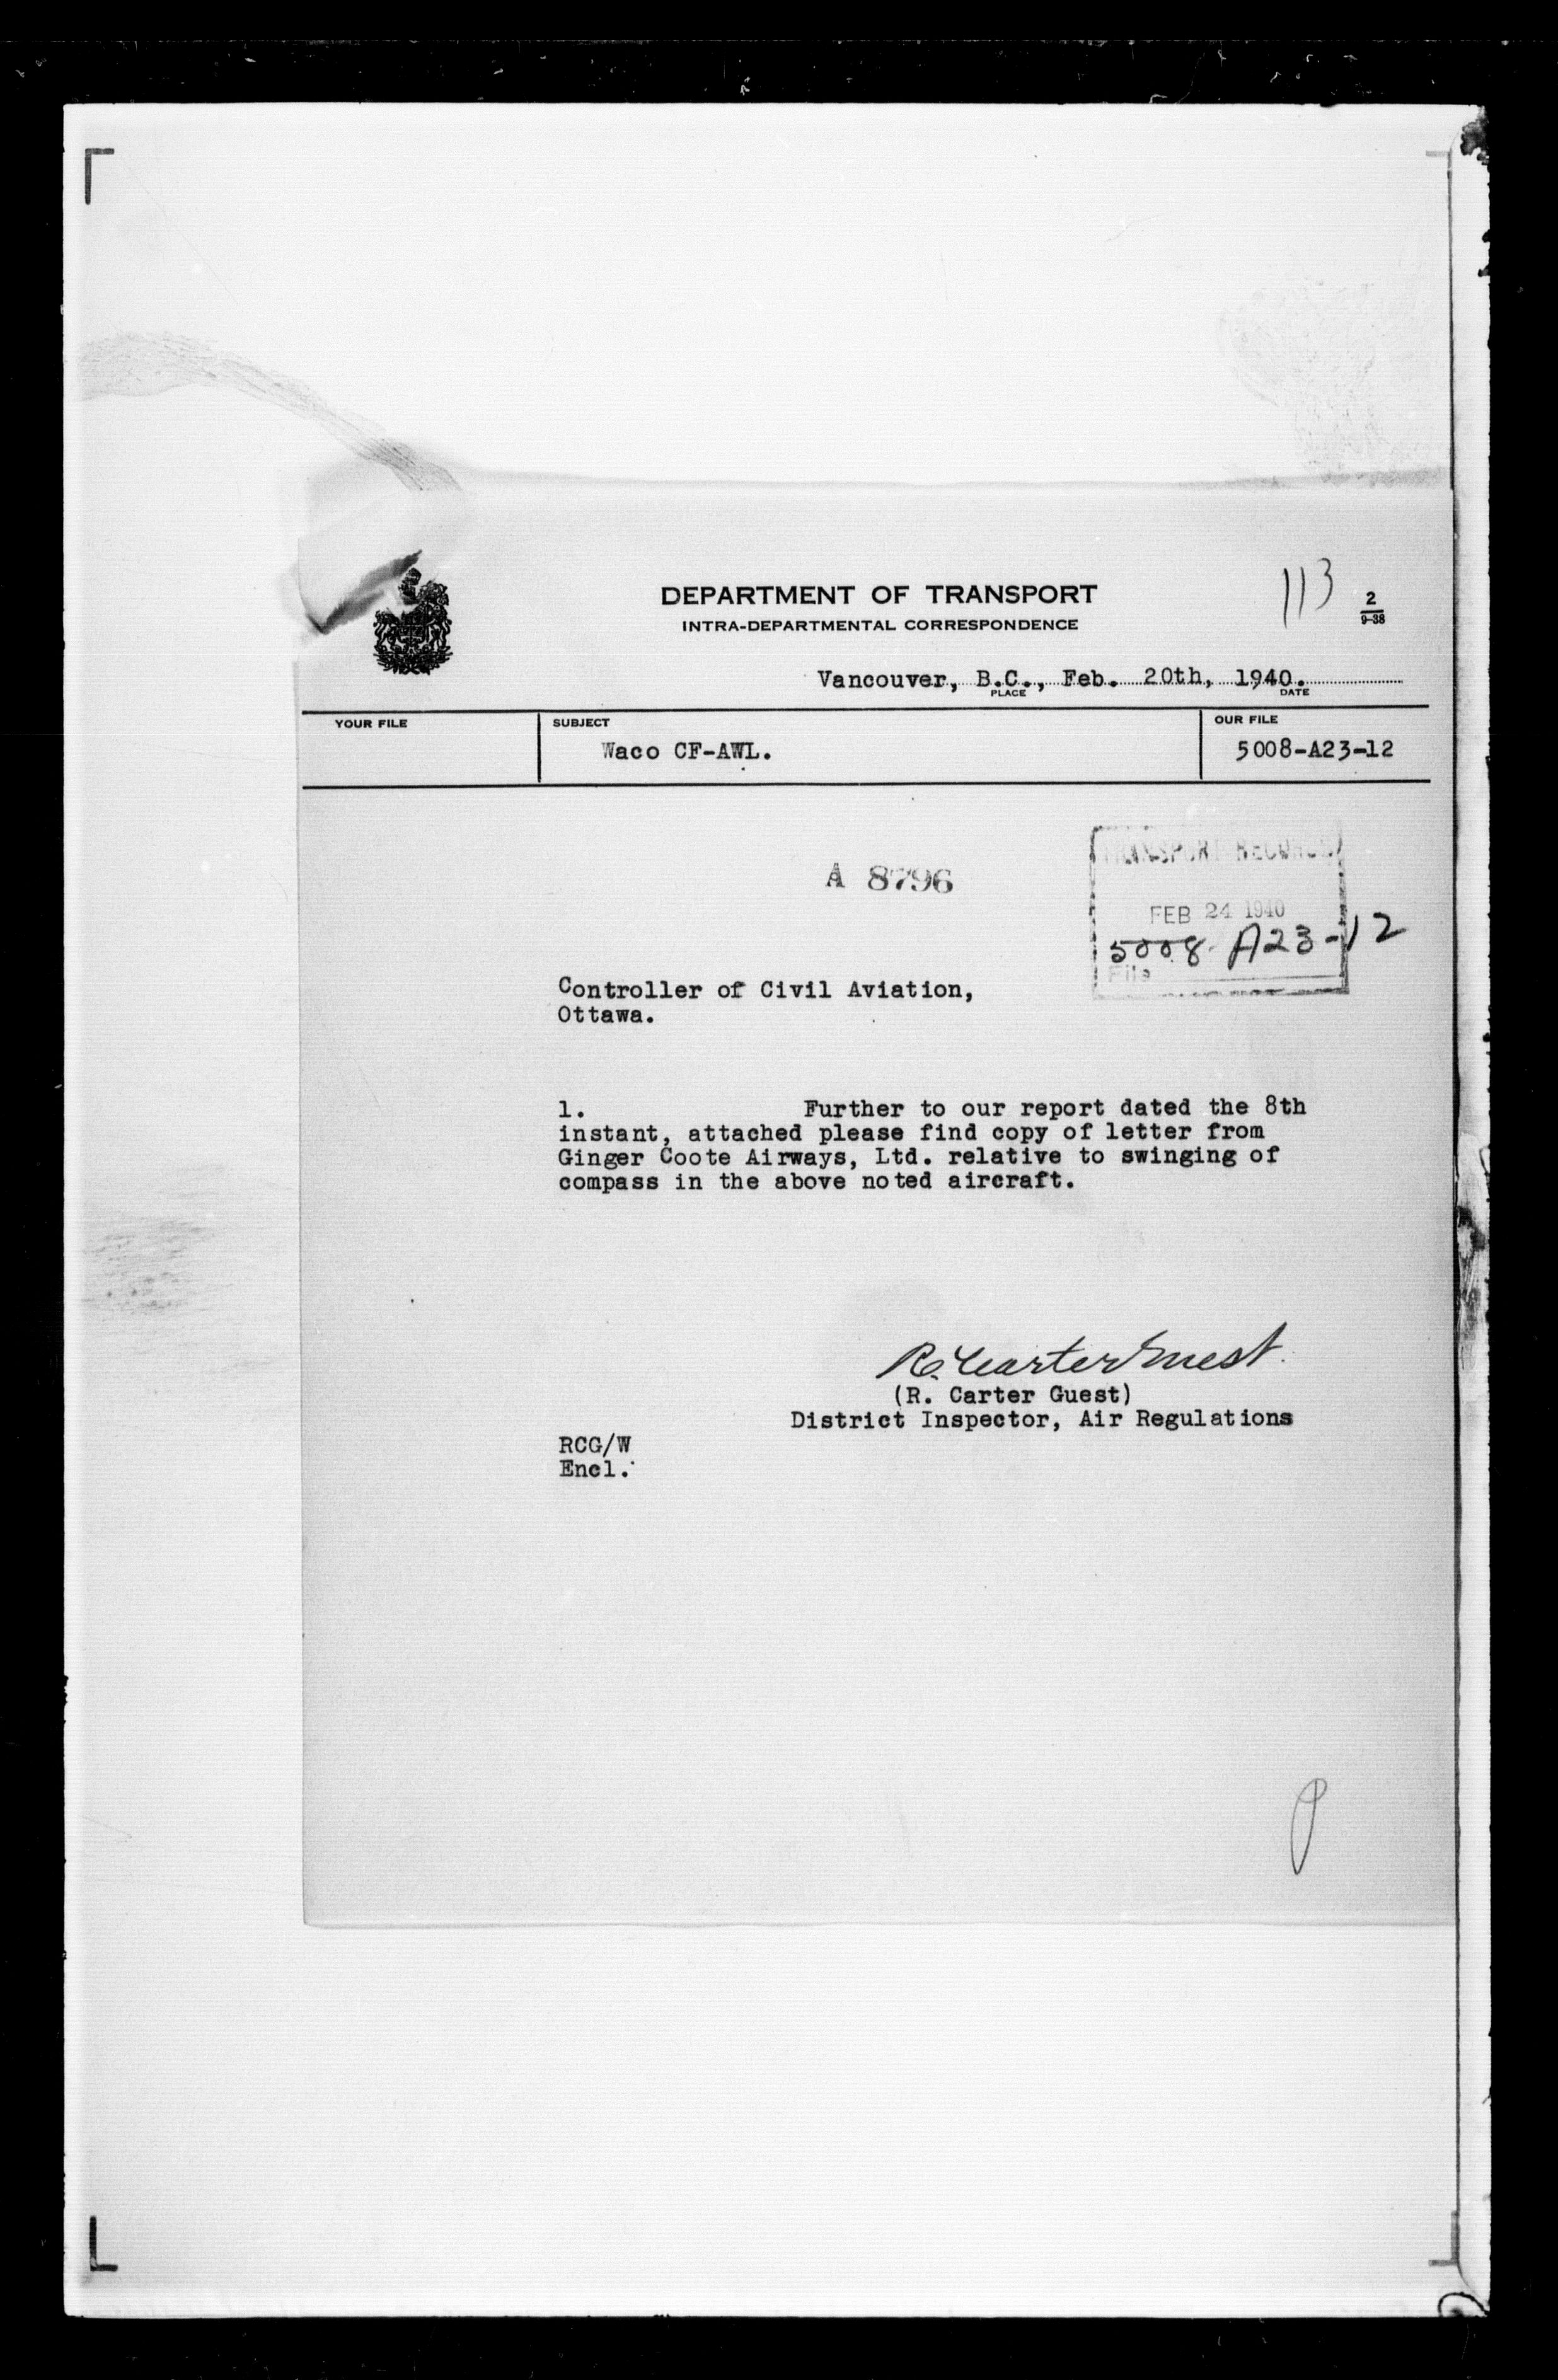 113
2
9-38
DEPARTMENT OF TRANSPORT
INTRA-DEPARTMENTAL CORRESPONDENCE
Vancouver, B.C., Feb. 20th, 1940.
PLACE DATE
YOUR FILE SUBJECT OUR FILE
Waco CF-AWL. 5008-A23-12
A 8796
TRANSPORT RECORDS
FEB 24 1940
5008-A23-12
File
Controller of Civil Aviation,
Ottawa.
1. Further to our report dated the 8th
instant, attached please find copy of letter from
Ginger Coote Airways, Ltd. relative to swinging of
compass in the above noted aircraft.
R. Carter Guest.
(R. Carter Guest)
District Inspector, Air Regulations
RCG/W
Encl.